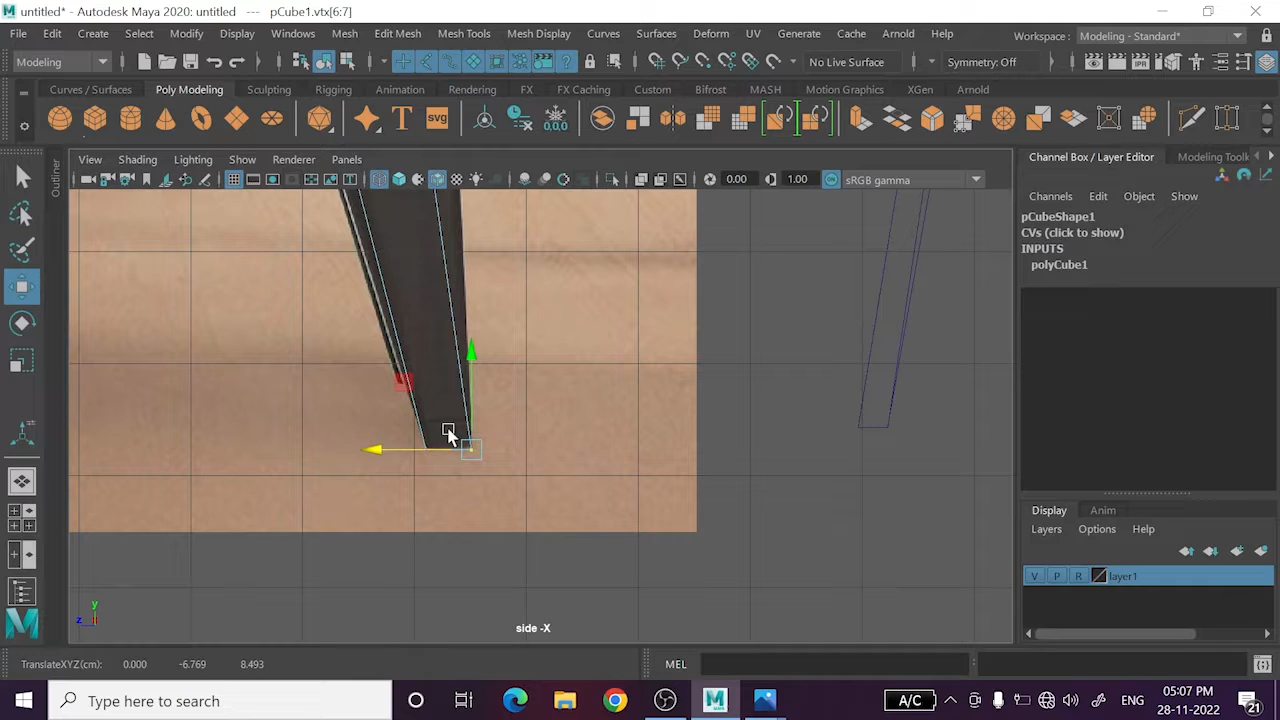 untitled* - Autodesk Maya 2020: untitled --- pCube1.vtx[6:7]
File Edit Create Select Modify Display Windows Mesh Edit Mesh Mesh Tools Mesh Display Curves Surfaces Deform UV Generate Cache Arnold Help Workspace: Modeling - Standard*
Modeling No Live Surface Symmetry: Off
Curves / Surfaces Poly Modeling Sculpting Rigging Animation Rendering FX FX Caching Custom Bifrost MASH Motion Graphics XGen Arnold
T svg 0,0,0
View Shading Lighting Show Renderer Panels
0.00 1.00 sRGB gamma
Outliner
Channel Box / Layer Editor Modeling Toolk
Channels Edit Object Show
pCubeShape1
CVs (click to show)
INPUTS
polyCube1
Display Anim
Layers Options Help
V P R layer1
y
z
side -X
TranslateXYZ(cm): 0.000 -6.769 8.493 MEL
Type here to search A/C ENG 05:07 PM
28-11-2022 21